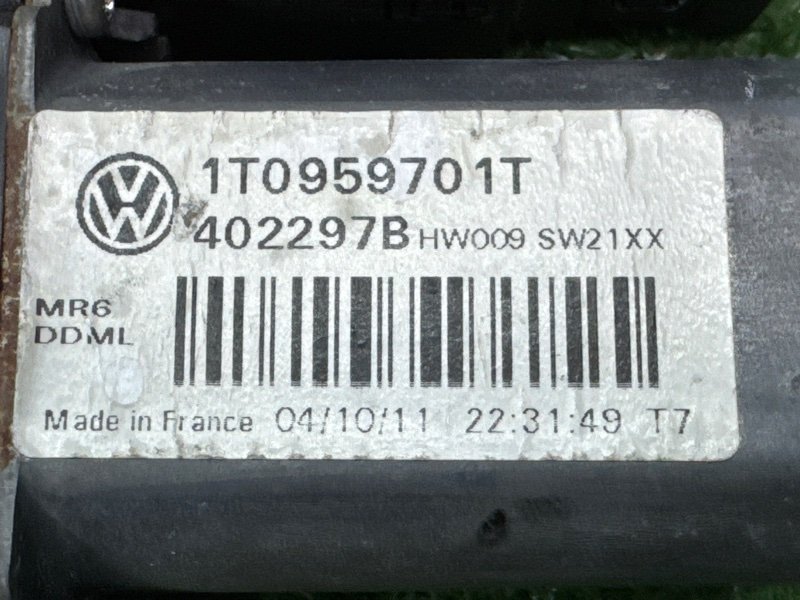 1T0959701T
402297B HW009 SW21XX
MR6
DDML
Made in France 04/10/11 22:31:49 T7